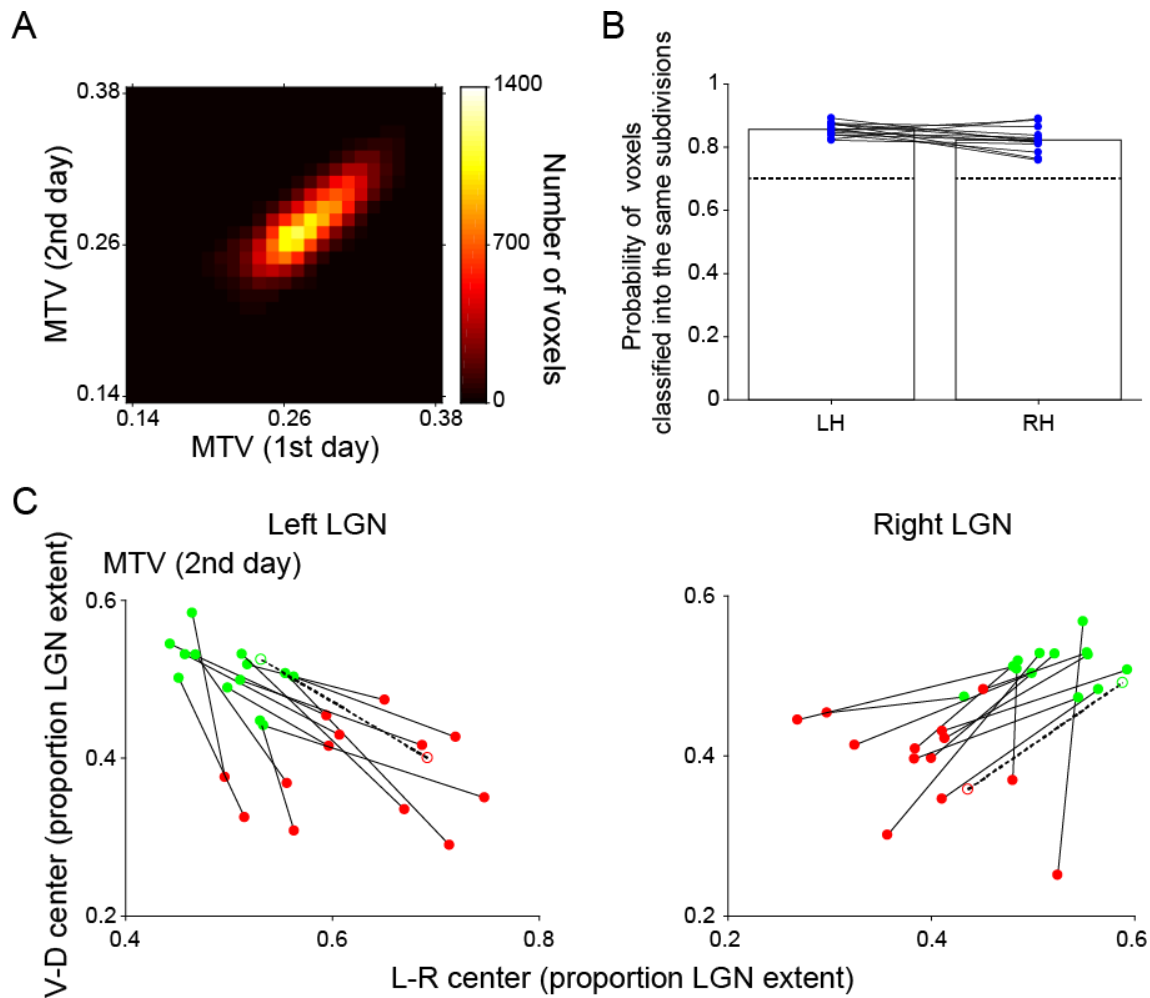 A
0.38
0.26
0.14
0.14
0.26
0.38
MTV (2nd day)
MTV (1st day)
1400
700
0
Number of voxels
B
Probability of voxels
classified into the same subdivisions
1
0.8
0.6
0.4
0.2
0
LH
RH
C
Left LGN
MTV (2nd day)
V-D center (proportion LGN extent)
0.6
0.4
0.2
0.4
0.6
0.8
Right LGN
0.6
0.4
0.2
0.2
0.4
0.6
L-R center (proportion LGN extent)